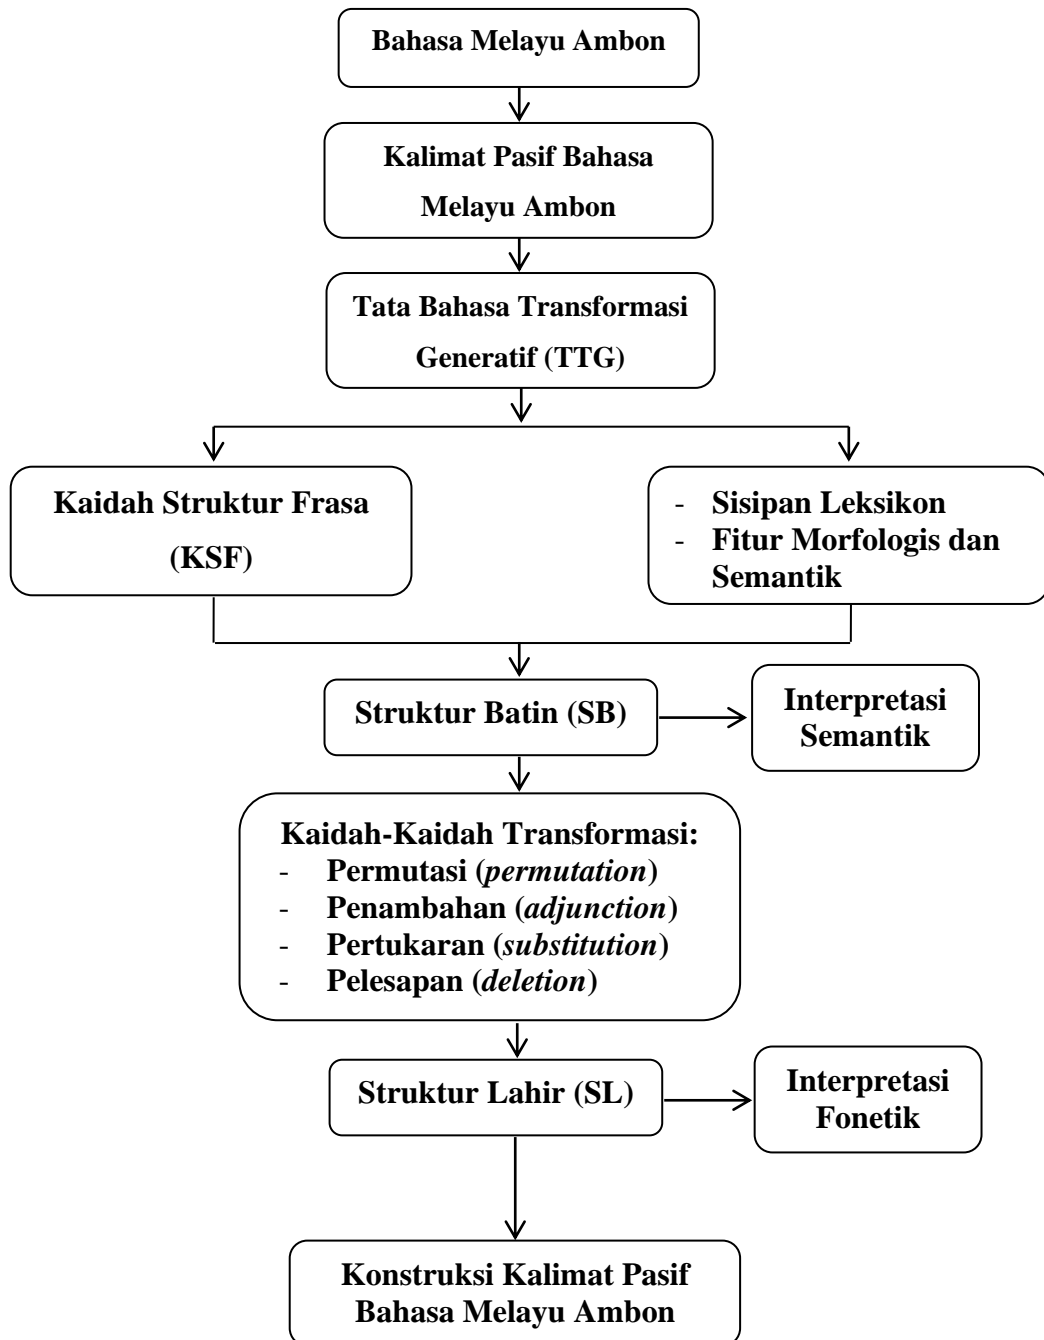 Bahasa Melayu Ambon
Kalimat Pasif Bahasa
Melayu Ambon
Tata Bahasa Transformasi
Generatif (TTG)
Kaidah Struktur Frasa
(KSF)
- Sisipan Leksikon
- Fitur Morfologis dan
Semantik
Struktur Batin (SB)
Interpretasi
Semantik
Kaidah-Kaidah Transformasi:
- Permutasi (permutation)
- Penambahan (adjunction)
- Pertukaran (substitution)
- Pelesapan (deletion)
Struktur Lahir (SL)
Interpretasi
Fonetik
Konstruksi Kalimat Pasif
Bahasa Melayu Ambon